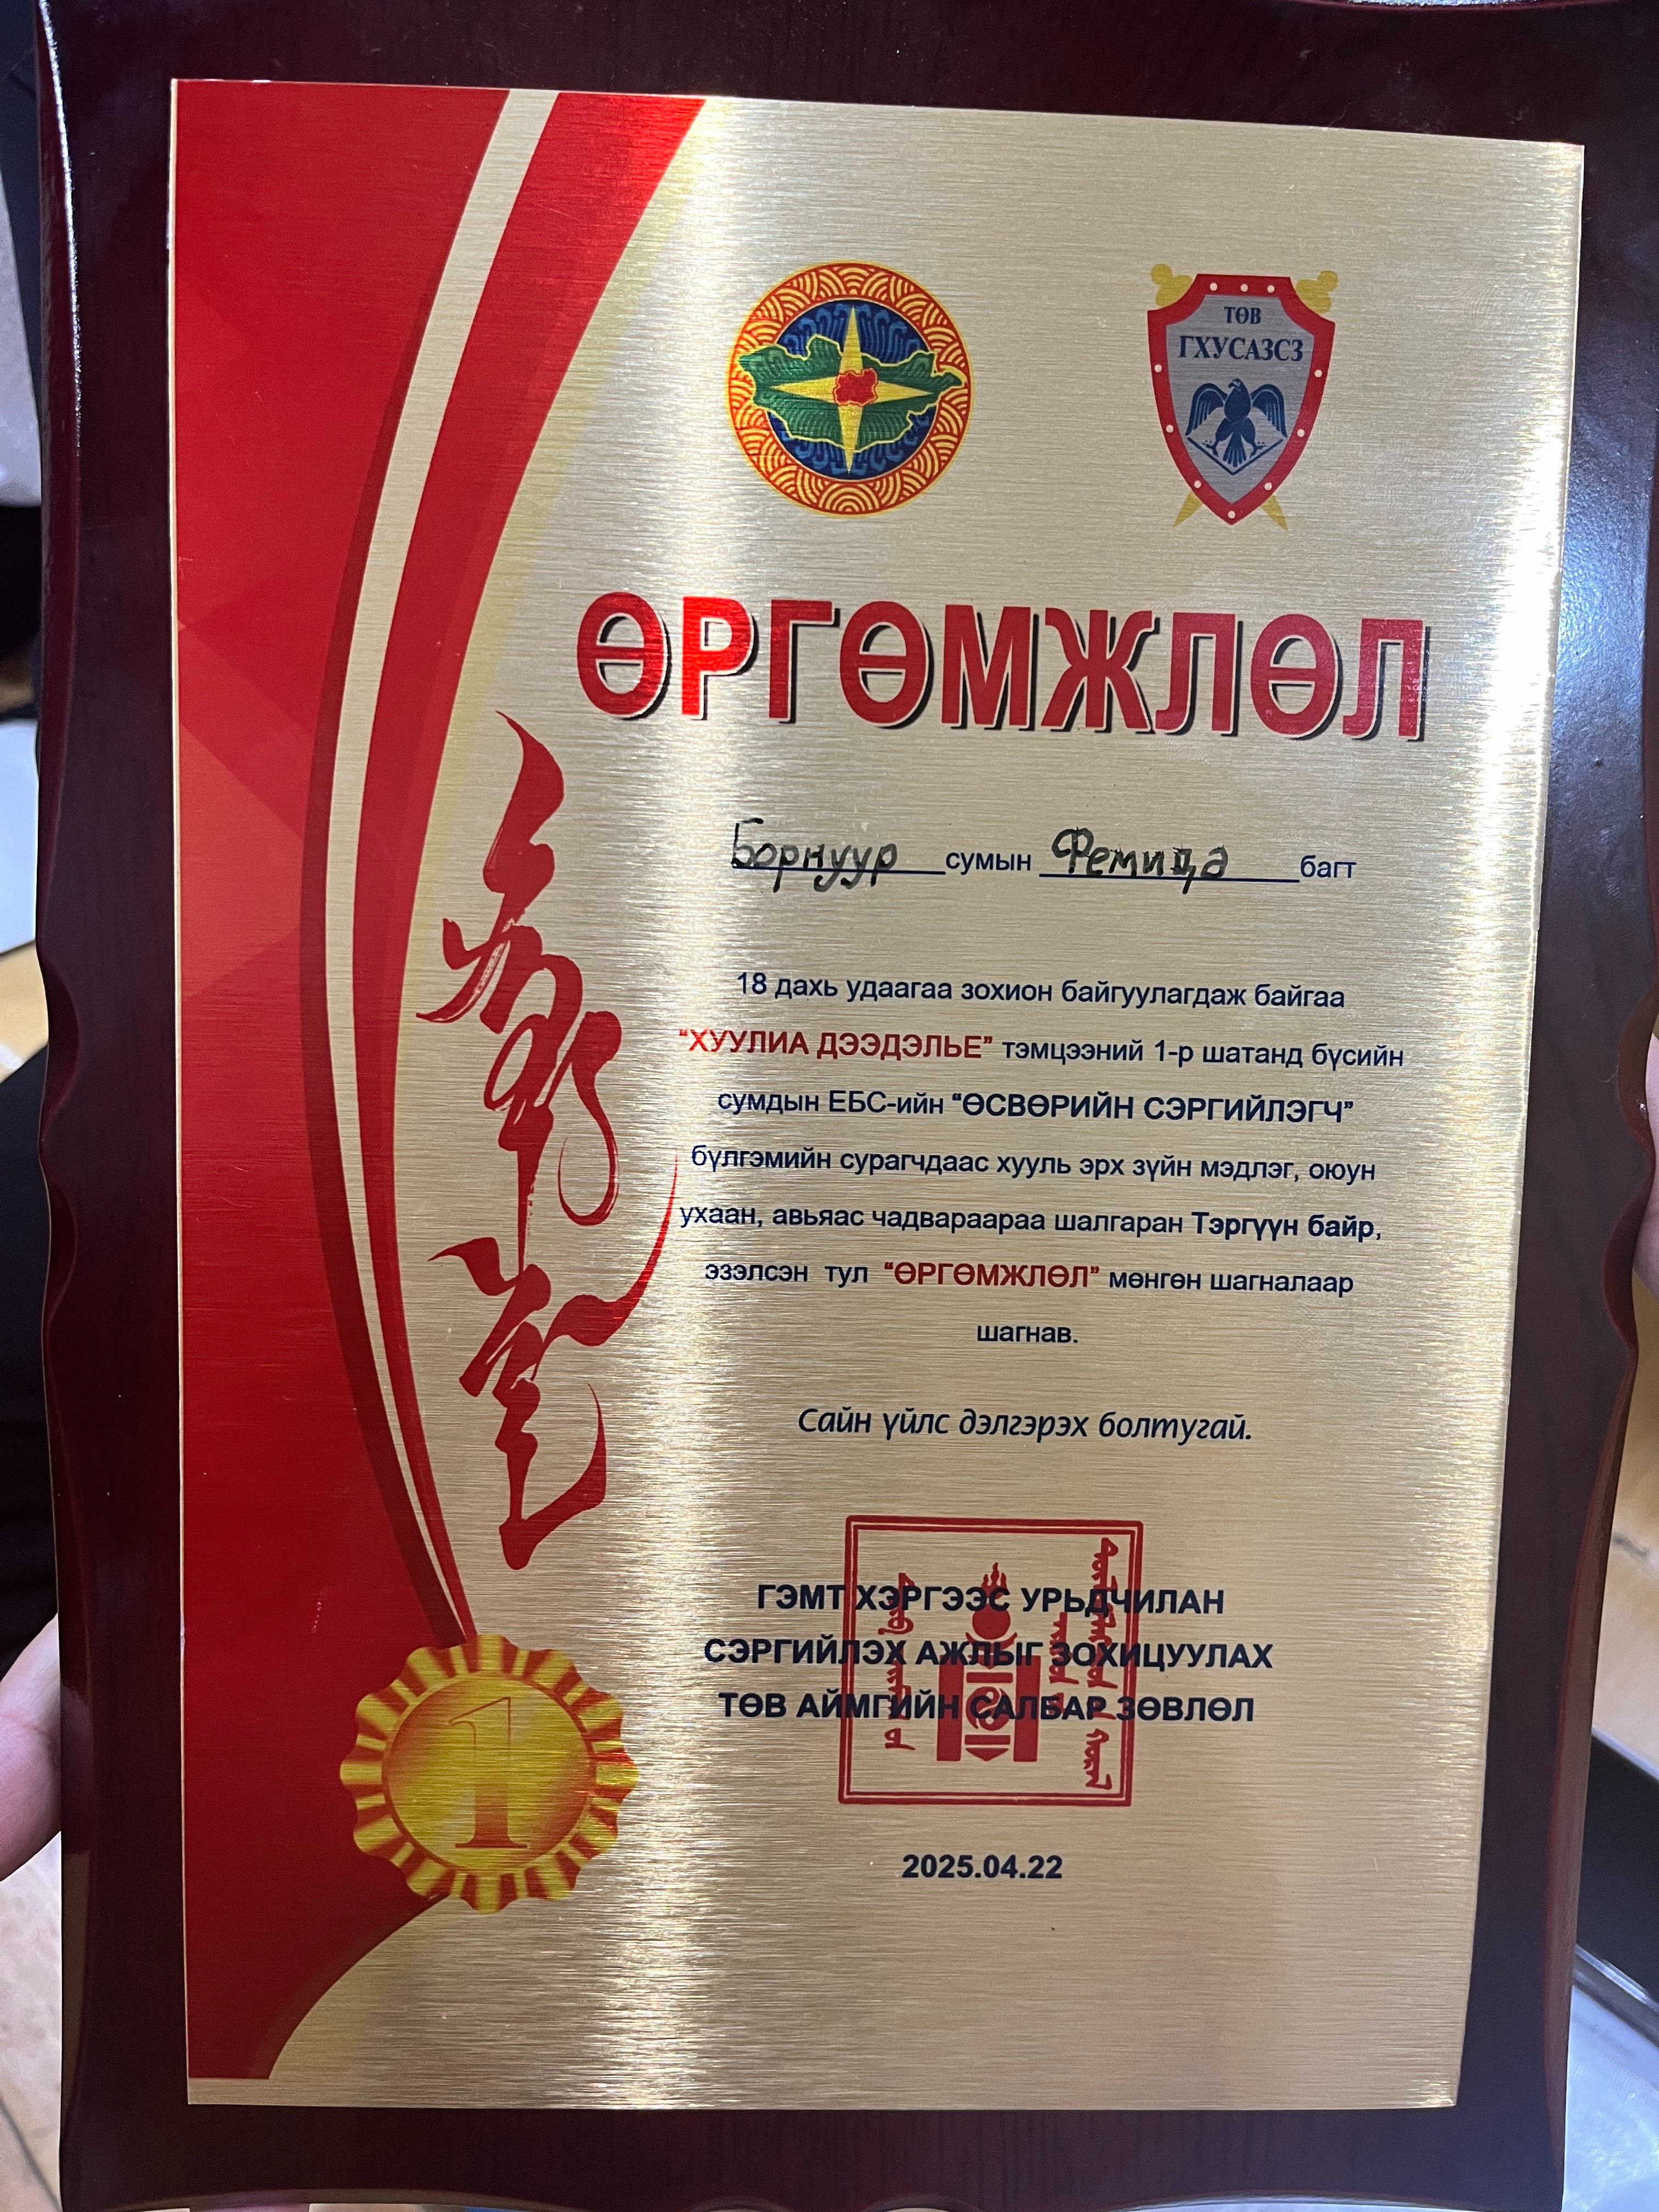 ТӨВ
ГХУСАЗСЗ
ӨРГӨМЖЛӨЛ
Борнуур сумын Фемида багт
18 дахь удаагаа зохион байгуулагдаж байгаа
“ХУУЛИА ДЭЭДЭЛЬЕ” тэмцээний 1-р шатанд бүсийн
сумдын ЕБС-ийн “ӨСВӨРИЙН СЭРГИЙЛЭГЧ”
бүлгэмийн сурагчдаас хууль эрх зүйн мэдлэг, оюун
ухаан, авьяас чадвараараа шалгаран Тэргүүн байр,
эзэлсэн тул “ӨРГӨМЖЛӨЛ” мөнгөн шагналаар
шагнав.
Сайн үйлс дэлгэрэх болтугай.
ГЭМТ ХЭРГЭЭС УРЬДЧИЛАН
СЭРГИЙЛЭХ АЖЛЫГ ЗОХИЦУУЛАХ
ТӨВ АЙМГИЙН САЛБАР ЗӨВЛӨЛ
1
2025.04.22